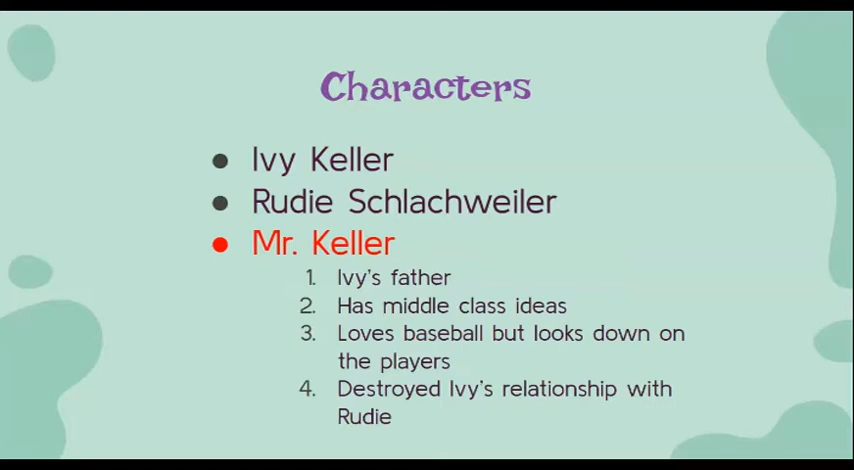 Characters
● Ivy Keller
● Rudie Schlachweiler
● Mr. Keller
1. Ivy's father
2. Has middle class ideas
3. Loves baseball but looks down on
the players
4. Destroyed Ivy's relationship with
Rudie